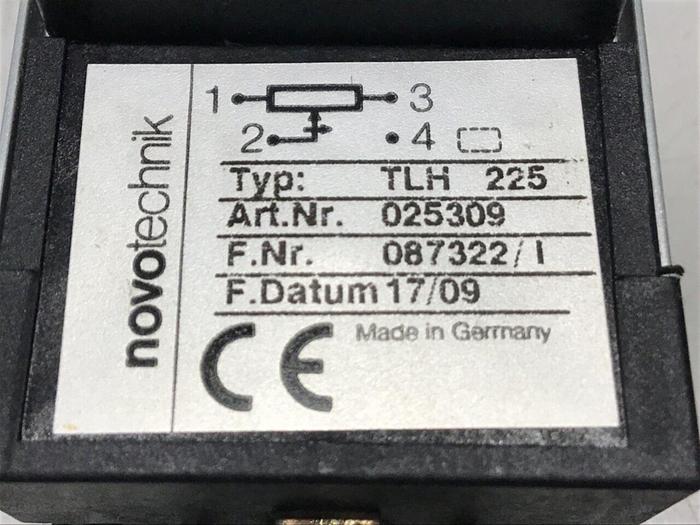 novotechnik
1 3
2 4
Typ: TLH 225
Art.Nr. 025309
F.Nr. 087322/I
F.Datum 17/09
Made in Germany
CE